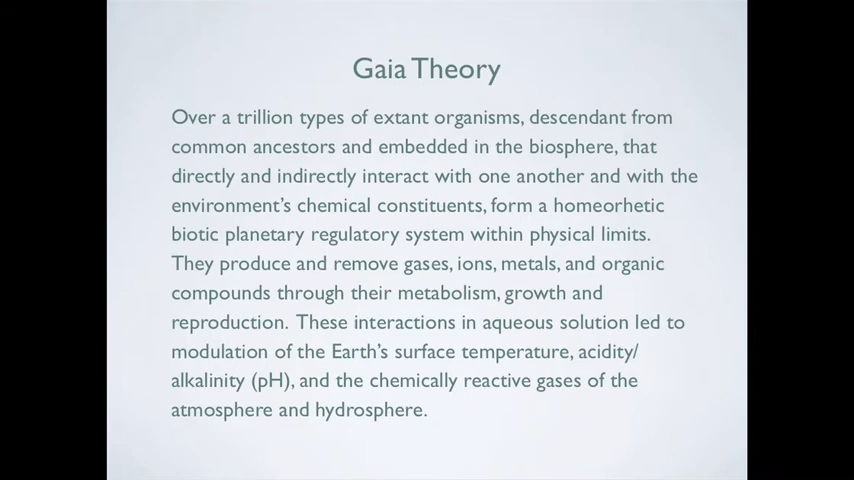 Gaia Theory
Over a trillion types of extant organisms, descendant from
common ancestors and embedded in the biosphere, that
directly and indirectly interact with one another and with the
environment's chemical constituents, form a homeorhetic
biotic planetary regulatory system within physical limits.
They produce and remove gases, ions, metals, and organic
compounds through their metabolism, growth and
reproduction. These interactions in aqueous solution led to
modulation of the Earth's surface temperature, acidity/
alkalinity (pH), and the chemically reactive gases of the
atmosphere and hydrosphere.